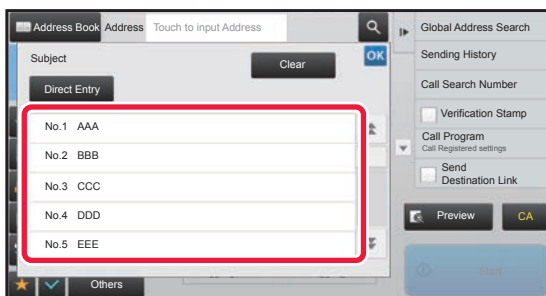 Address Book Address Touch to input Address
Subject
Clear
OK
Direct Entry
No.1 AAA
No.2 BBB
No.3 CCC
No.4 DDD
No.5 EEE
Others
Global Address Search
Sending History
Call Search Number
Verification Stamp
Call Program
Call Registered settings
Send
Destination Link
Preview
CA
Start